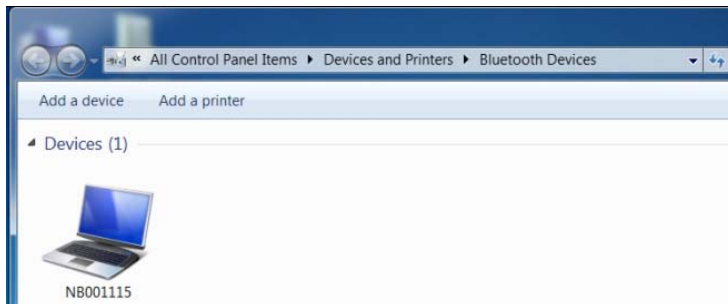 « All Control Panel Items ▸ Devices and Printers ▸ Bluetooth Devices
Add a device Add a printer
Devices (1)
NB001115